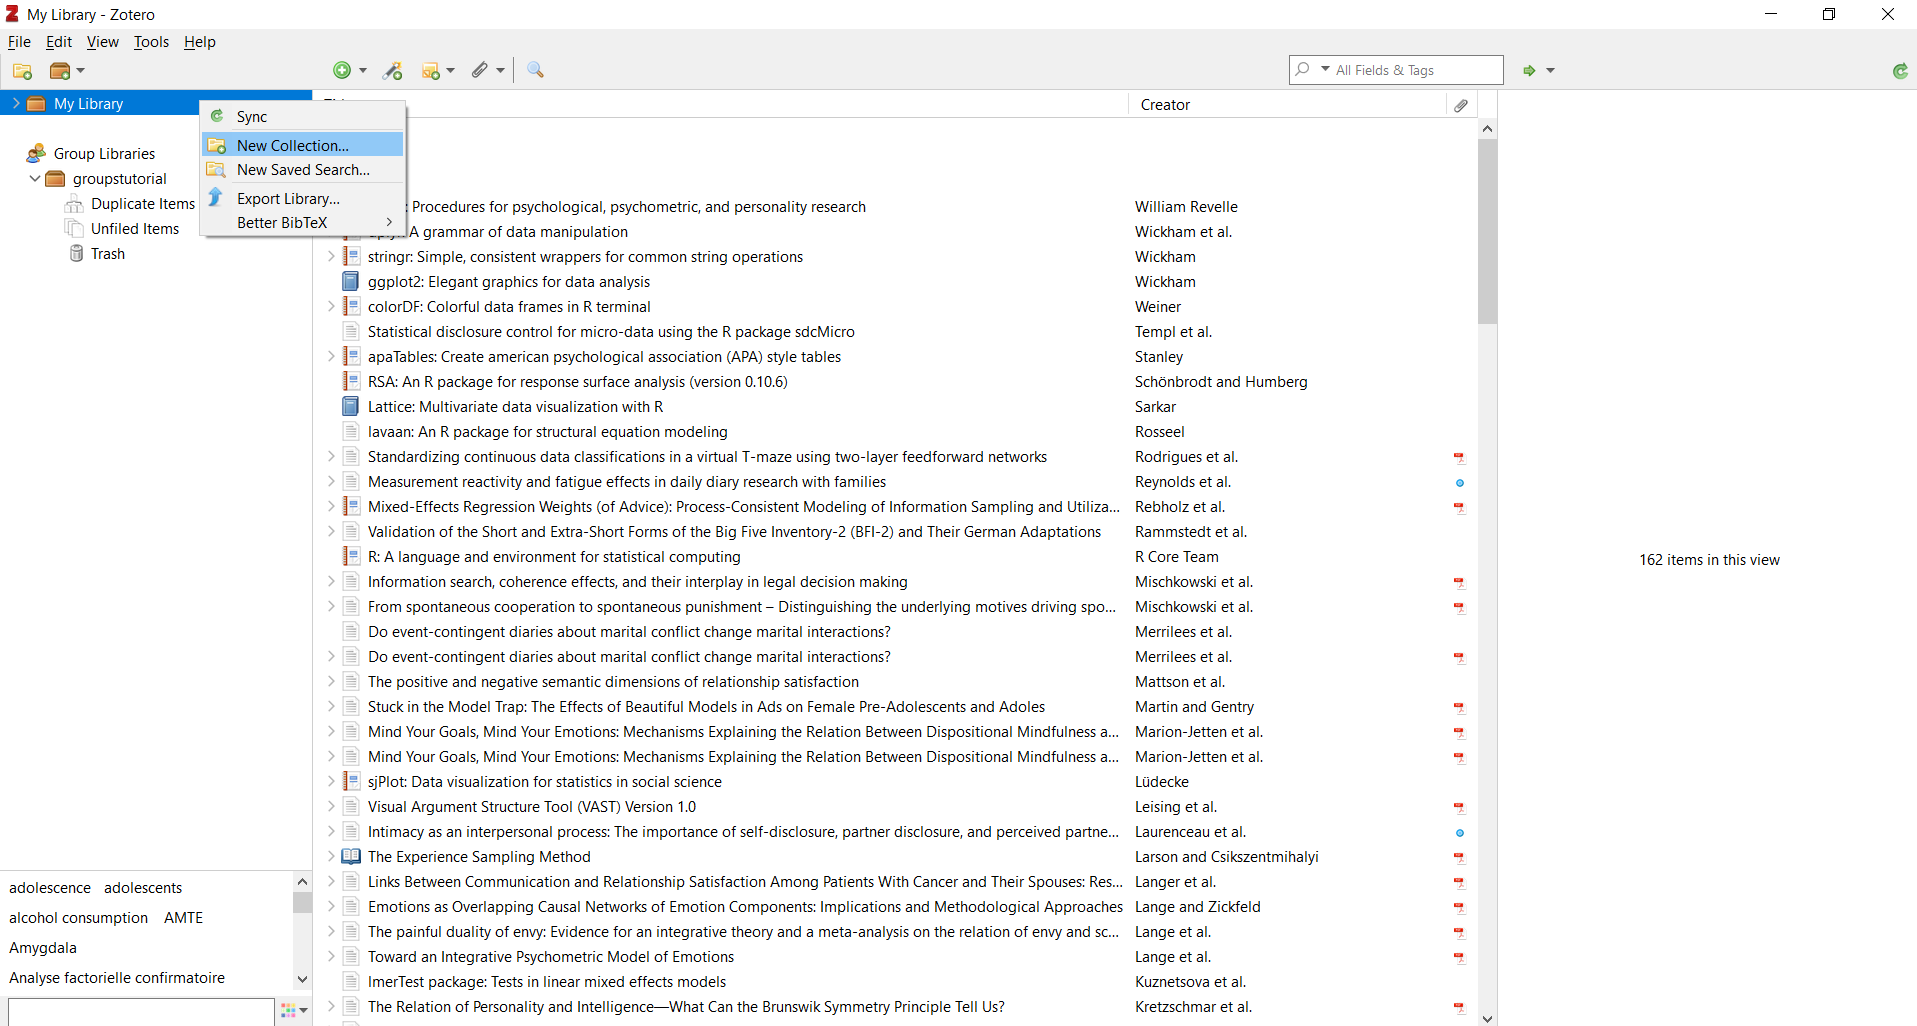 My Library - Zotero
File Edit View Tools Help
All Fields & Tags
My Library
Group Libraries
groupstutorial
Duplicate Items
Unfiled Items
Trash
Sync
New Collection...
New Saved Search...
Export Library...
Better BibTeX
Creator
: Procedures for psychological, psychometric, and personality research William Revelle
A grammar of data manipulation Wickham et al.
stringr: Simple, consistent wrappers for common string operations Wickham
ggplot2: Elegant graphics for data analysis Wickham
colorDF: Colorful data frames in R terminal Weiner
Statistical disclosure control for micro-data using the R package sdcMicro Templ et al.
apaTables: Create american psychological association (APA) style tables Stanley
RSA: An R package for response surface analysis (version 0.10.6) Schönbrodt and Humberg
Lattice: Multivariate data visualization with R Sarkar
lavaan: An R package for structural equation modeling Rosseel
Standardizing continuous data classifications in a virtual T-maze using two-layer feedforward networks Rodrigues et al.
Measurement reactivity and fatigue effects in daily diary research with families Reynolds et al.
Mixed-Effects Regression Weights (of Advice): Process-Consistent Modeling of Information Sampling and Utiliza... Rebholz et al.
Validation of the Short and Extra-Short Forms of the Big Five Inventory-2 (BFI-2) and Their German Adaptations Rammstedt et al.
R: A language and environment for statistical computing R Core Team
Information search, coherence effects, and their interplay in legal decision making Mischkowski et al.
From spontaneous cooperation to spontaneous punishment – Distinguishing the underlying motives driving spo... Mischkowski et al.
Do event-contingent diaries about marital conflict change marital interactions? Merrilees et al.
Do event-contingent diaries about marital conflict change marital interactions? Merrilees et al.
The positive and negative semantic dimensions of relationship satisfaction Mattson et al.
Stuck in the Model Trap: The Effects of Beautiful Models in Ads on Female Pre-Adolescents and Adoles Martin and Gentry
Mind Your Goals, Mind Your Emotions: Mechanisms Explaining the Relation Between Dispositional Mindfulness a... Marion-Jetten et al.
Mind Your Goals, Mind Your Emotions: Mechanisms Explaining the Relation Between Dispositional Mindfulness a... Marion-Jetten et al.
sjPlot: Data visualization for statistics in social science Lüdecke
Visual Argument Structure Tool (VAST) Version 1.0 Leising et al.
Intimacy as an interpersonal process: The importance of self-disclosure, partner disclosure, and perceived partne... Laurenceau et al.
The Experience Sampling Method Larson and Csikszentmihalyi
Links Between Communication and Relationship Satisfaction Among Patients With Cancer and Their Spouses: Res... Langer et al.
Emotions as Overlapping Causal Networks of Emotion Components: Implications and Methodological Approaches Lange and Zickfeld
The painful duality of envy: Evidence for an integrative theory and a meta-analysis on the relation of envy and sc... Lange et al.
Toward an Integrative Psychometric Model of Emotions Lange et al.
lmerTest package: Tests in linear mixed effects models Kuznetsova et al.
The Relation of Personality and Intelligence—What Can the Brunswik Symmetry Principle Tell Us? Kretzschmar et al.
162 items in this view
adolescence adolescents
alcohol consumption AMTE
Amygdala
Analyse factorielle confirmatoire